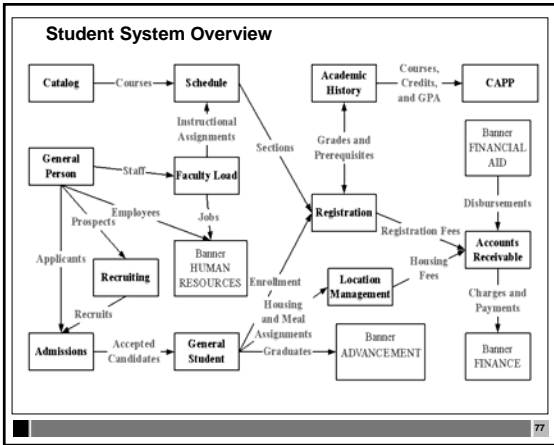 Student System Overview
Catalog
Courses
Schedule
Academic
History
Courses,
Credits,
and GPA
CAPP
Instructional
Assignments
Sections
Grades and
Prerequisites
Banner
FINANCIAL
AID
General
Person
Staff
Faculty Load
Employees
Jobs
Prospects
Applicants
Registration
Registration Fees
Disbursements
Accounts
Receivable
Recruiting
Banner
HUMAN
RESOURCES
Enrollment
Housing
and Meal
Assignments
Location
Management
Housing
Fees
Charges and
Payments
Recruits
Admissions
Accepted
Candidates
General
Student
Graduates
Banner
ADVANCEMENT
Banner
FINANCE
77